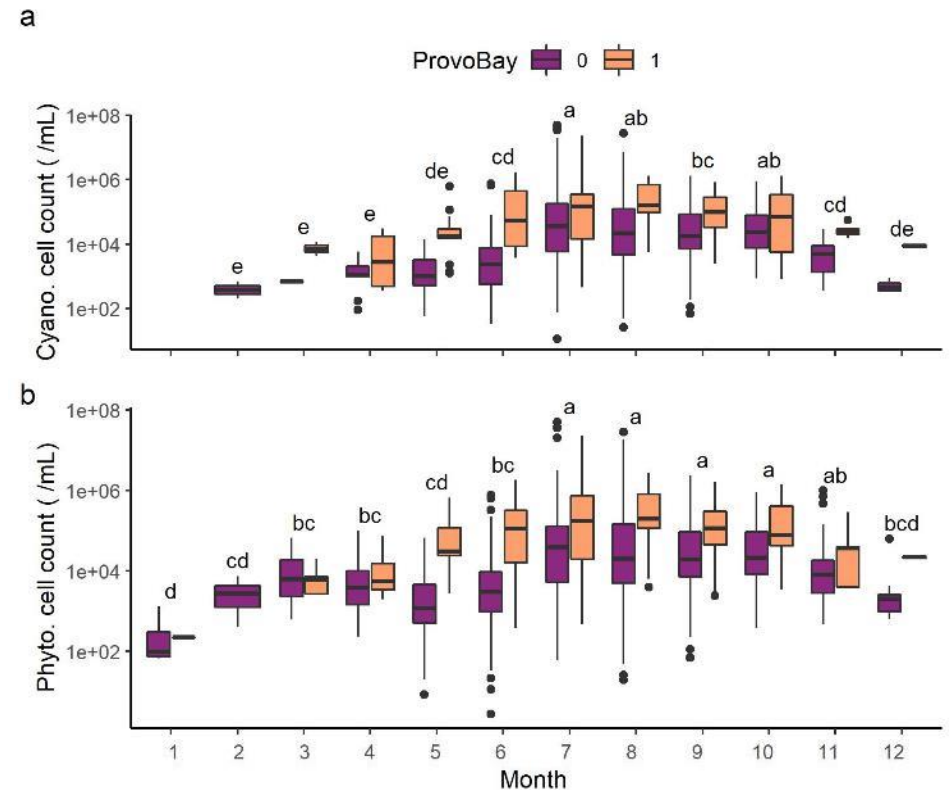 a
ProvoBay 0 1
Cyano. cell count ( /mL)
1e+08
1e+06
1e+04
1e+02
e e e de cd a ab bc ab cd de
b
Phyto. cell count ( /mL)
1e+08
1e+06
1e+04
1e+02
d cd bc bc cd bc a a a a ab bcd
1 2 3 4 5 6 7 8 9 10 11 12
Month